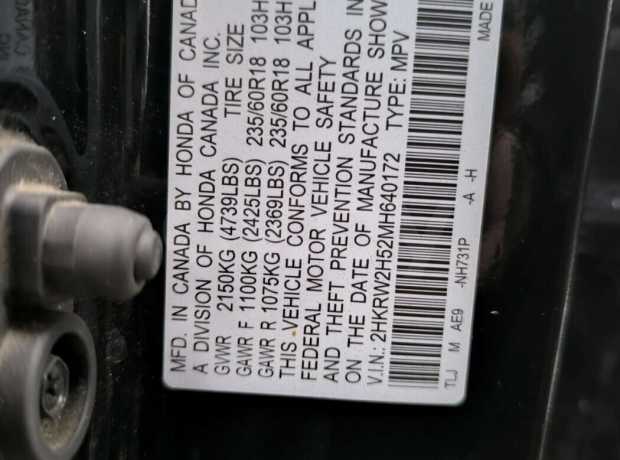 MFD. IN CANADA BY HONDA OF CANAD
A DIVISION OF HONDA CANADA INC.
GVWR 2150KG (4739LBS) TIRE SIZE
GAWR F 1100KG (2425LBS) 235/60R18 103H
GAWR R 1075KG (2369LBS) 235/60R18 103H
THIS VEHICLE CONFORMS TO ALL APPL
FEDERAL MOTOR VEHICLE SAFETY
AND THEFT PREVENTION STANDARDS IN
ON THE DATE OF MANUFACTURE SHOW
V.I.N.: 2HKRW2H52MH640172 TYPE: MPV
TLJ M AE9 -NH731P -A -H MADE